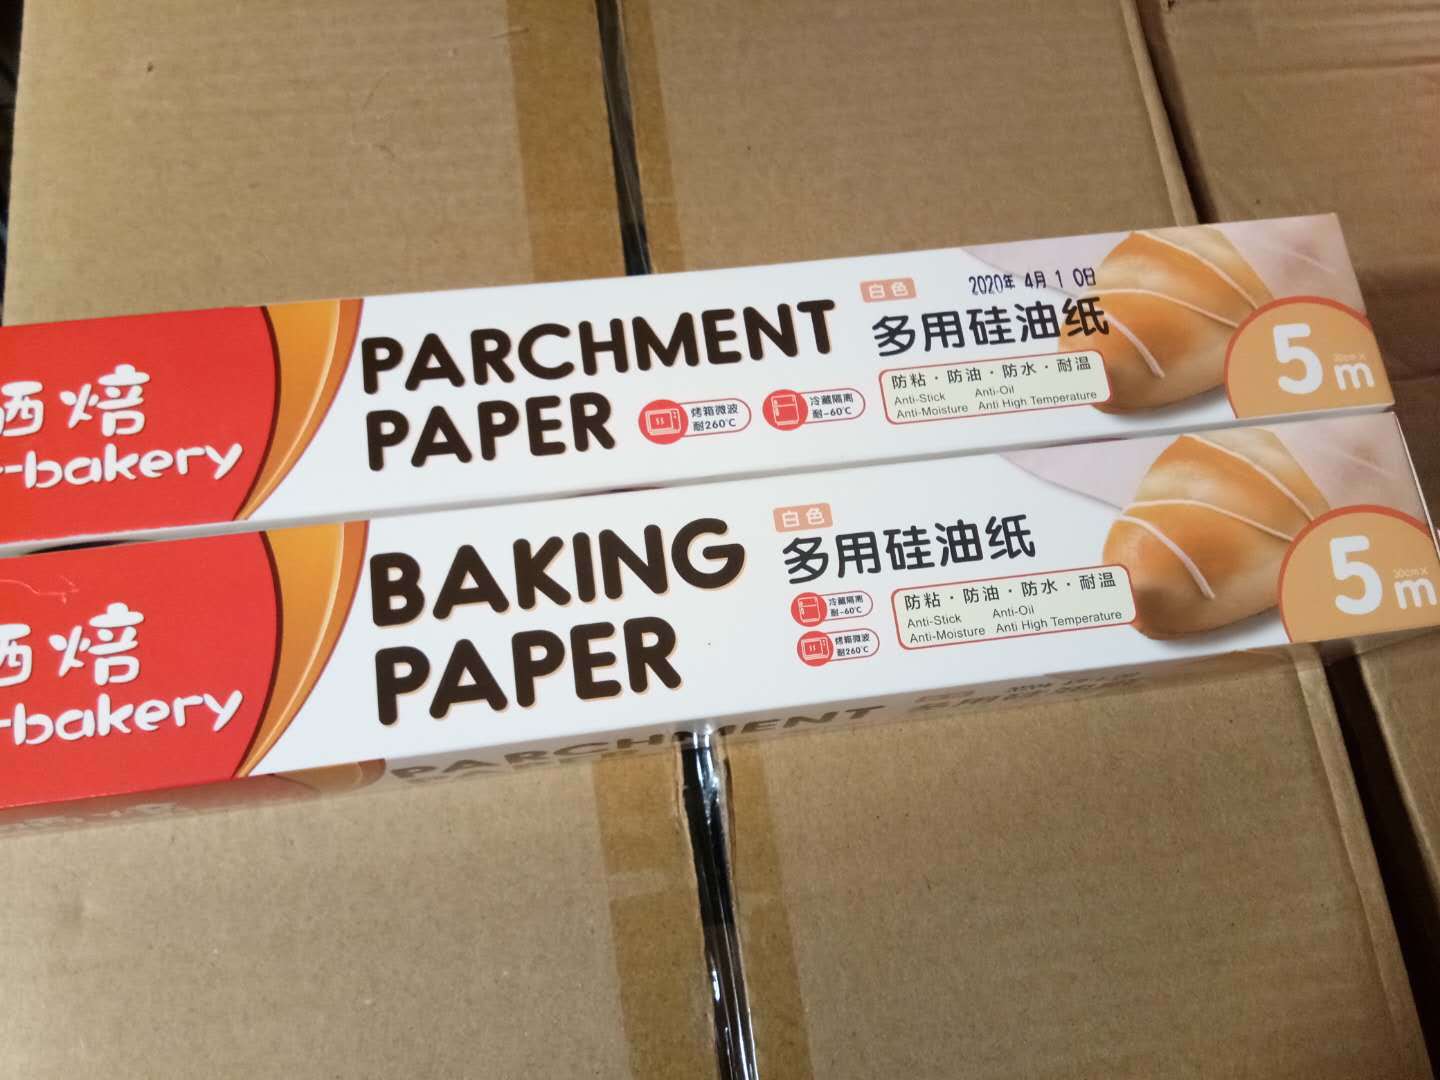 焙
-bakery
PARCHMENT
PAPER
烤箱微波
耐260℃
冷藏隔离
耐-60℃
白色
2020年 4月 1 0日
多用硅油纸
防粘·防油·防水·耐温
Anti-Stick Anti-Oil
Anti-Moisture Anti High Temperature
5m
30cm×
焙
-bakery
BAKING
PAPER
白色
多用硅油纸
冷藏隔离
耐-60℃
烤箱微波
耐260℃
防粘·防油·防水·耐温
Anti-Stick Anti-Oil
Anti-Moisture Anti High Temperature
5m
30cm×
PARCHMENT